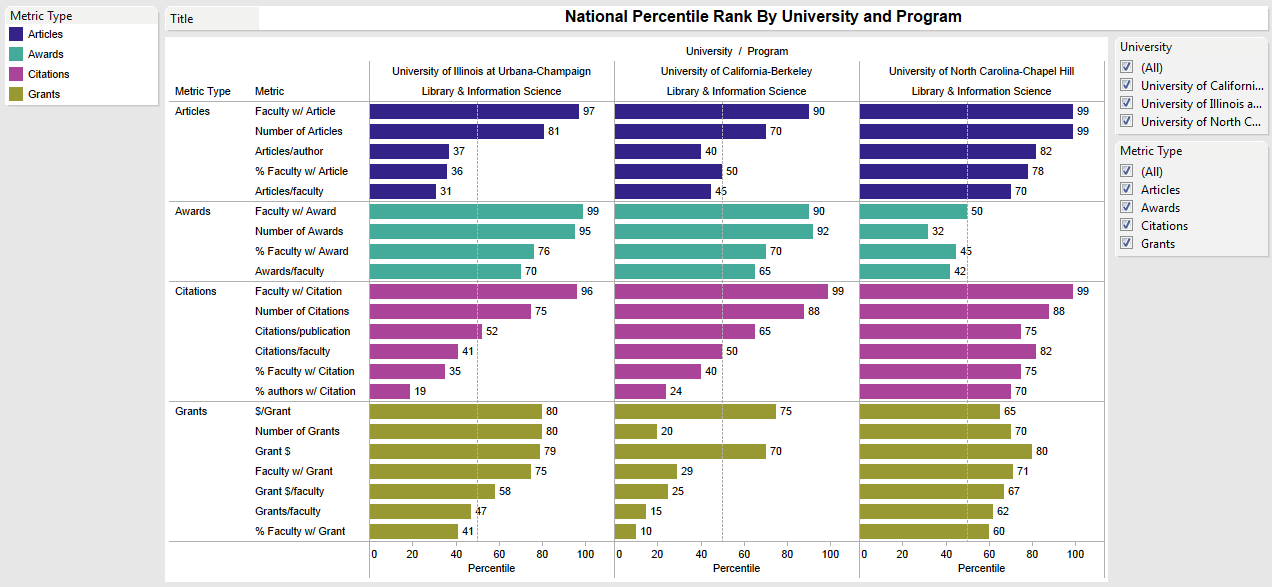 Metric Type
Articles
Awards
Citations
Grants
Title
National Percentile Rank By University and Program
University / Program
University of Illinois at Urbana-Champaign University of California-Berkeley University of North Carolina-Chapel Hill
Metric Type Metric Library & Information Science Library & Information Science Library & Information Science
Articles Faculty w/ Article 97 90 99
Number of Articles 81 70 99
Articles/author 37 40 82
% Faculty w/ Article 36 50 78
Articles/faculty 31 45 70
Awards Faculty w/ Award 99 90 50
Number of Awards 95 92 32
% Faculty w/ Award 76 70 45
Awards/faculty 70 65 42
Citations Faculty w/ Citation 96 99 99
Number of Citations 75 88 88
Citations/publication 52 65 75
Citations/faculty 41 50 82
% Faculty w/ Citation 35 40 75
% authors w/ Citation 19 24 70
Grants $/Grant 80 75 65
Number of Grants 80 20 70
Grant $ 79 70 80
Faculty w/ Grant 75 29 71
Grant $/faculty 58 25 67
Grants/faculty 47 15 62
% Faculty w/ Grant 41 10 60
0 20 40 60 80 100 0 20 40 60 80 100 0 20 40 60 80 100
Percentile Percentile Percentile
University
(All)
University of Californi...
University of Illinois a...
University of North C...
Metric Type
(All)
Articles
Awards
Citations
Grants